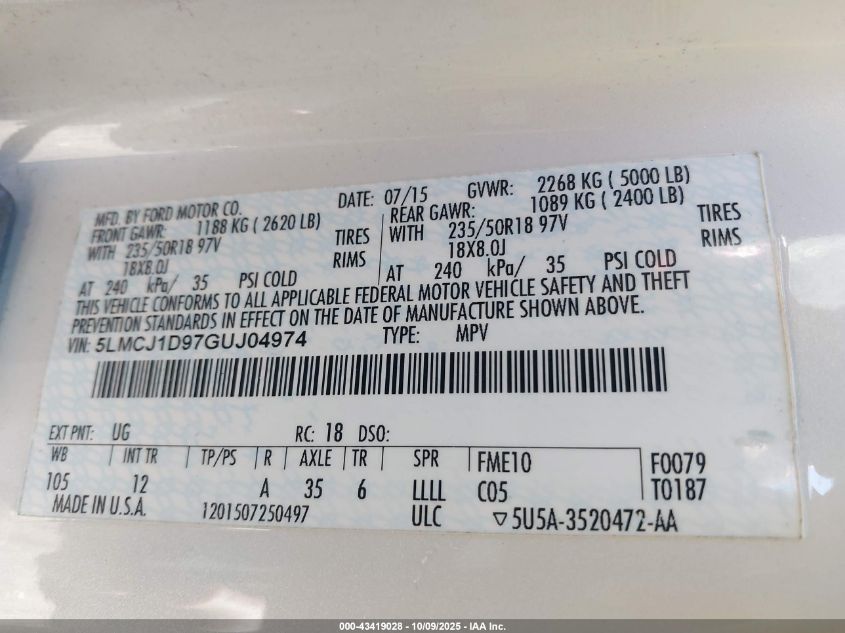 MFD. BY FORD MOTOR CO. DATE: 07/15 GVWR: 2268 KG ( 5000 LB)
FRONT GAWR: 1188 KG ( 2620 LB) REAR GAWR: 1089 KG ( 2400 LB)
WITH 235/50R18 97V TIRES WITH 235/50R18 97V TIRES
18X8.0J RIMS 18X8.0J RIMS
AT 240 kPa/ 35 PSI COLD AT 240 kPa/ 35 PSI COLD
THIS VEHICLE CONFORMS TO ALL APPLICABLE FEDERAL MOTOR VEHICLE SAFETY AND THEFT
PREVENTION STANDARDS IN EFFECT ON THE DATE OF MANUFACTURE SHOWN ABOVE.
VIN: 5LMCJ1D97GUJ04974 TYPE: MPV
EXT PNT: UG RC: 18 DSO:
WB INT TR TP/PS R AXLE TR SPR FME10 F0079
105 12 A 35 6 LLLL C05 T0187
MADE IN U.S.A. 1201507250497 ULC ▽5U5A-3520472-AA
000-43419028 - 10/09/2025 - IAA Inc.